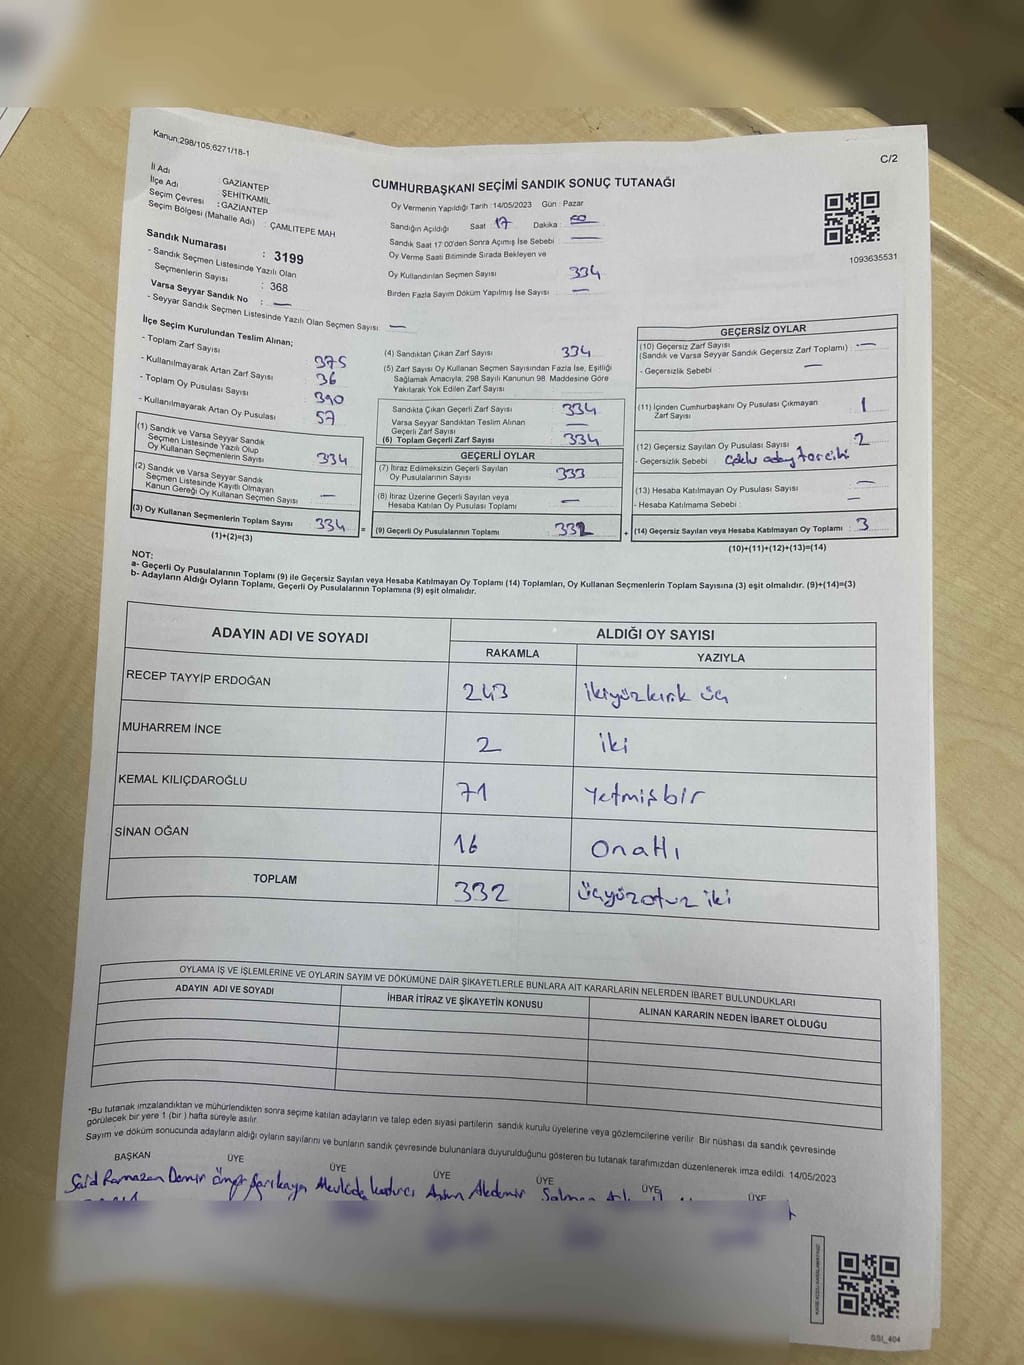 Kanun:298/105,6271/18-1
C/2
İl Adı : GAZİANTEP
İlçe Adı : ŞEHİTKAMİL
Seçim Çevresi : GAZİANTEP
Seçim Bölgesi (Mahalle Adı) : ÇAMLITEPE MAH
CUMHURBAŞKANI SEÇİMİ SANDIK SONUÇ TUTANAĞI
Oy Vermenin Yapıldığı Tarih :14/05/2023 Gün : Pazar
Sandığın Açıldığı Saat : 17 Dakika :
Sandık Saat 17:00'den Sonra Açımış İse Sebebi : —
Oy Verme Saati Bitiminde Sırada Bekleyen ve
Oy Kullandırılan Seçmen Sayısı 334
Birden Fazla Sayım Döküm Yapılmış İse Sayısı : —
1093635531
Sandık Numarası : 3199
- Sandık Seçmen Listesinde Yazılı Olan
Seçmenlerin Sayısı : 368
Varsa Seyyar Sandık No : —
- Seyyar Sandık Seçmen Listesinde Yazılı Olan Seçmen Sayısı : —
İlçe Seçim Kurulundan Teslim Alınan;
- Toplam Zarf Sayısı 375
- Kullanılmayarak Artan Zarf Sayısı 36
- Toplam Oy Pusulası Sayısı 390
- Kullanılmayarak Artan Oy Pusulası 57
(1) Sandık ve Varsa Seyyar Sandık
Seçmen Listesinde Yazılı Olup
Oy Kullanan Seçmenlerin Sayısı 334
(2) Sandık ve Varsa Seyyar Sandık
Seçmen Listesinde Kayıtlı Olmayan
Kanun Gereği Oy Kullanan Seçmen Sayısı : —
(3) Oy Kullanan Seçmenlerin Toplam Sayısı : 334 =
(1)+(2)=(3)
(4) Sandıktan Çıkan Zarf Sayısı : 334
(5) Zarf Sayısı Oy Kullanan Seçmen Sayısından Fazla İse, Eşitliği
Sağlamak Amacıyla; 298 Sayılı Kanunun 98. Maddesine Göre
Yakılarak Yok Edilen Zarf Sayısı :
Sandıkta Çıkan Geçerli Zarf Sayısı : 334
Varsa Seyyar Sandıktan Teslim Alınan
Geçerli Zarf Sayısı : —
(6) Toplam Geçerli Zarf Sayısı : 334
GEÇERLİ OYLAR
(7) İtiraz Edilmeksizin Geçerli Sayılan
Oy Pusulalarının Sayısı : 333
(8) İtiraz Üzerine Geçerli Sayılan veya
Hesaba Katılan Oy Pusulası Toplamı : —
(9) Geçerli Oy Pusulalarının Toplamı : 332 +
GEÇERSİZ OYLAR
(10) Geçersiz Zarf Sayısı : —
(Sandık ve Varsa Seyyar Sandık Geçersiz Zarf Toplamı)
- Geçersizlik Sebebi : —
(11) İçinden Cumhurbaşkanı Oy Pusulası Çıkmayan
Zarf Sayısı 1
(12) Geçersiz Sayılan Oy Pusulası Sayısı : 2
- Geçersizlik Sebebi : Çoklu aday tercihi
(13) Hesaba Katılmayan Oy Pusulası Sayısı : —
- Hesaba Katılmama Sebebi : —
(14) Geçersiz Sayılan veya Hesaba Katılmayan Oy Toplamı : 3
(10)+(11)+(12)+(13)=(14)
NOT:
a- Geçerli Oy Pusulalarının Toplamı (9) ile Geçersiz Sayılan veya Hesaba Katılmayan Oy Toplamı (14) Toplamları, Oy Kullanan Seçmenlerin Toplam Sayısına (3) eşit olmalıdır. (9)+(14)=(3)
b- Adayların Aldığı Oyların Toplamı, Geçerli Oy Pusulalarının Toplamına (9) eşit olmalıdır.
ADAYIN ADI VE SOYADI ALDIĞI OY SAYISI
RAKAMLA YAZIYLA
RECEP TAYYİP ERDOĞAN 243 ikiyüzkırk üç
MUHARREM İNCE 2 iki
KEMAL KILIÇDAROĞLU 71 Yetmişbir
SİNAN OĞAN 16 Onaltı
TOPLAM 332 üçyüzotuz iki
OYLAMA İŞ VE İŞLEMLERİNE VE OYLARIN SAYIM VE DÖKÜMÜNE DAİR ŞİKAYETLERLE BUNLARA AİT KARARLARIN NELERDEN İBARET BULUNDUKLARI
ADAYIN ADI VE SOYADI İHBAR İTİRAZ VE ŞİKAYETİN KONUSU ALINAN KARARIN NEDEN İBARET OLDUĞU
*Bu tutanak imzalandıktan ve mühürlendikten sonra seçime katılan adayların ve talep eden siyasi partilerin sandık kurulu üyelerine veya gözlemcilerine verilir. Bir nüshası da sandık çevresinde
görülecek bir yere 1 (bir ) hafta süreyle asılır.
Sayım ve döküm sonucunda adayların aldığı oyların sayılarını ve bunların sandık çevresinde bulunanlara duyurulduğunu gösteren bu tutanak tarafımızdan düzenlenerek imza edildi. 14/05/2023
BAŞKAN ÜYE ÜYE ÜYE ÜYE ÜYE ÜYE
Said Ramazan Demir Ömer Sarıkaya Mevlide Akdemir Salman
SSI_404